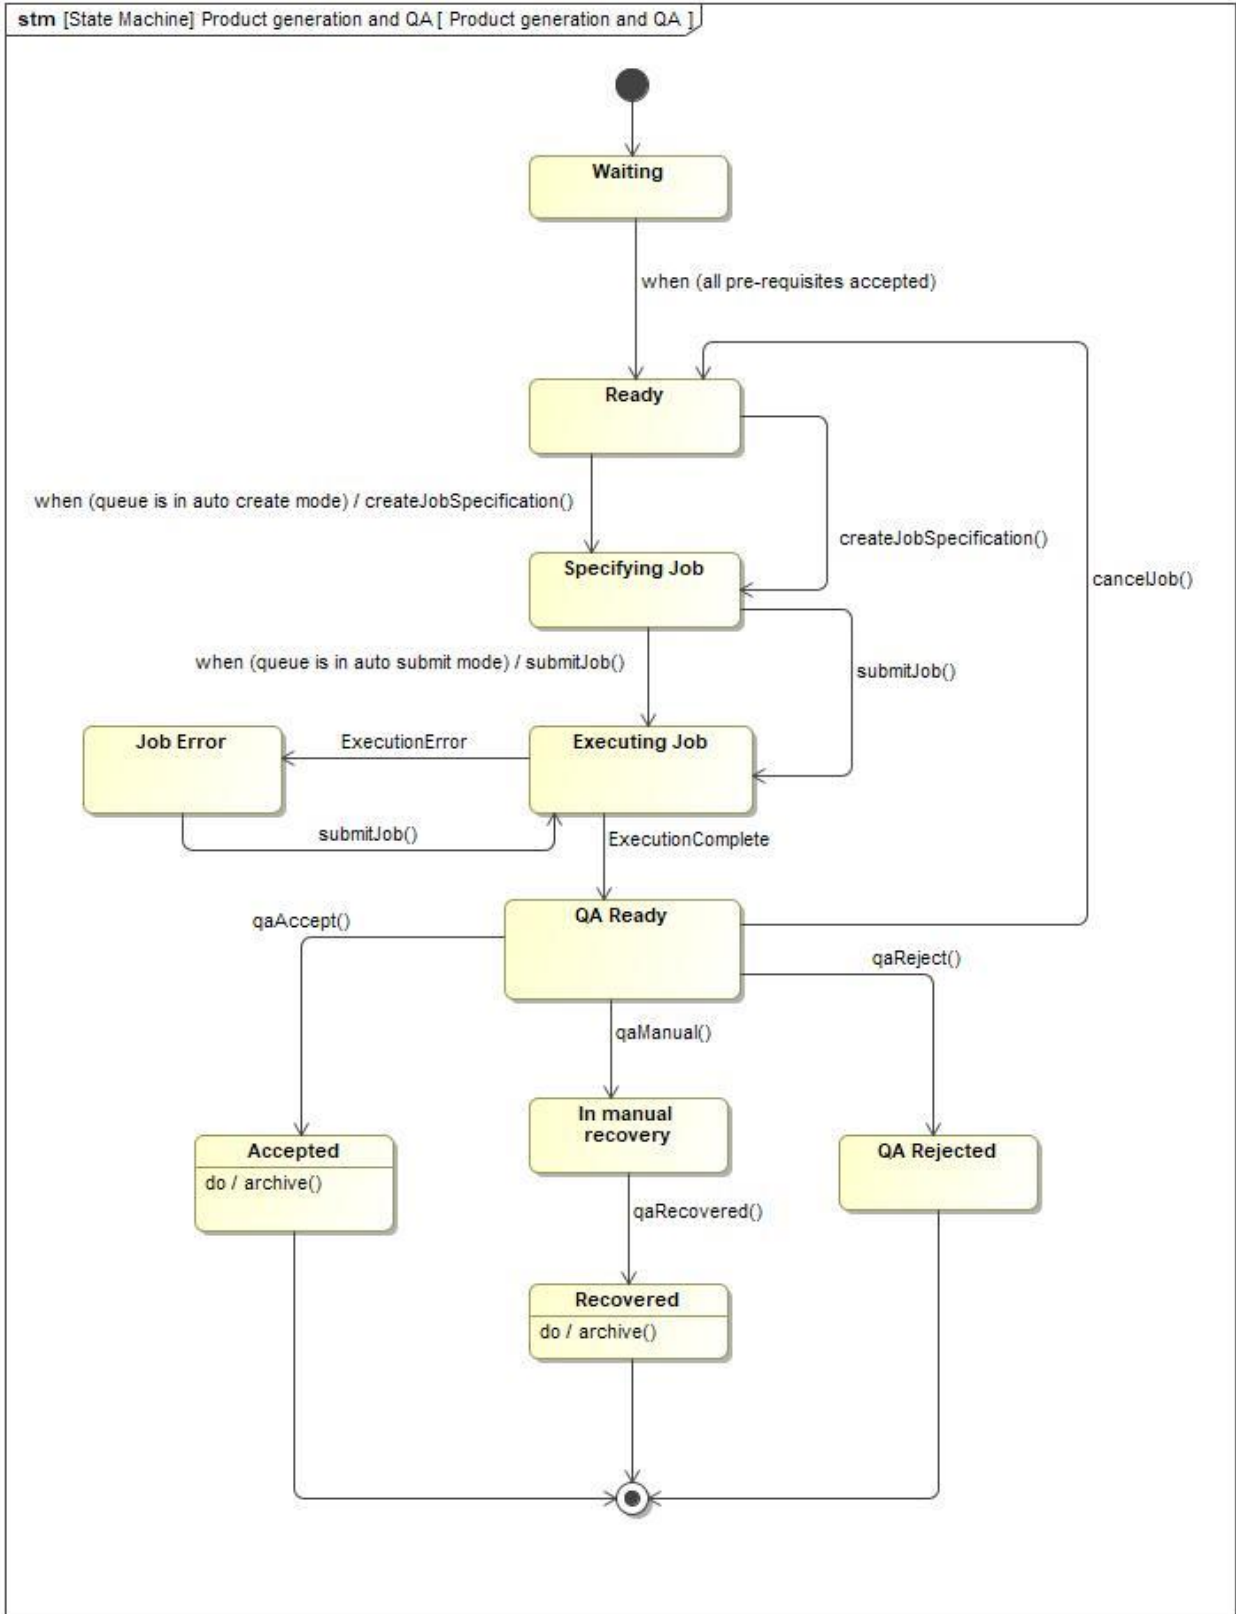 stm [State Machine] Product generation and QA [ Product generation and QA ]
Waiting
when (all pre-requisites accepted)
Ready
when (queue is in auto create mode) / createJobSpecification()
createJobSpecification()
Specifying Job
cancelJob()
when (queue is in auto submit mode) / submitJob()
submitJob()
Job Error
ExecutionError
Executing Job
submitJob()
ExecutionComplete
QA Ready
qaAccept()
qaReject()
qaManual()
In manual
recovery
Accepted
do / archive()
QA Rejected
qaRecovered()
Recovered
do / archive()